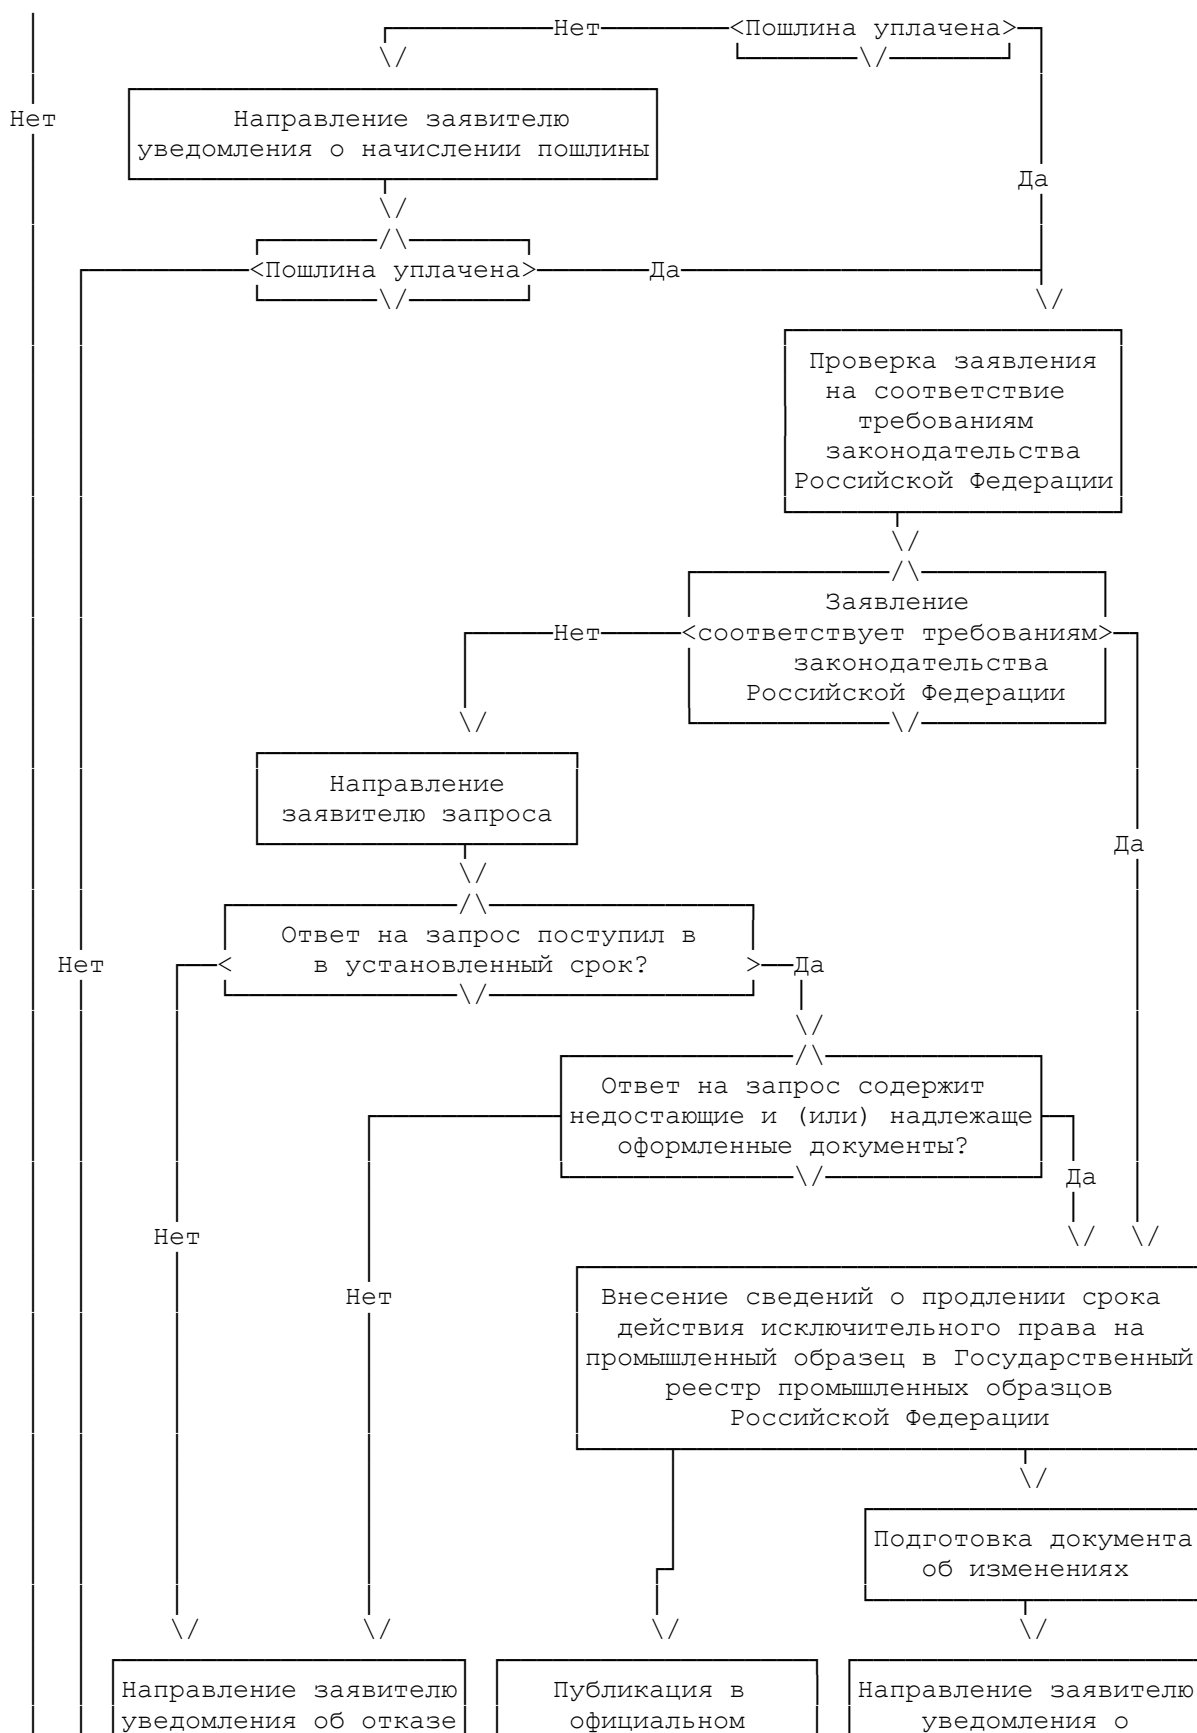 Нет
<Пошлина уплачена>
Нет
Направление заявителю
уведомления о начислении пошлины
Да
<Пошлина уплачена>
Да
Проверка заявления
на соответствие
требованиям
законодательства
Российской Федерации
Заявление
Нет
<соответствует требованиям>
законодательства
Российской Федерации
Направление
заявителю запроса
Да
Ответ на запрос поступил в
Нет
< в установленный срок? >
Да
Ответ на запрос содержит
недостающие и (или) надлежаще
оформленные документы?
Да
Нет
Нет
Внесение сведений о продлении срока
действия исключительного права на
промышленный образец в Государственный
реестр промышленных образцов
Российской Федерации
Подготовка документа
об изменениях
Направление заявителю
уведомления об отказе
Публикация в
официальном
Направление заявителю
уведомления о